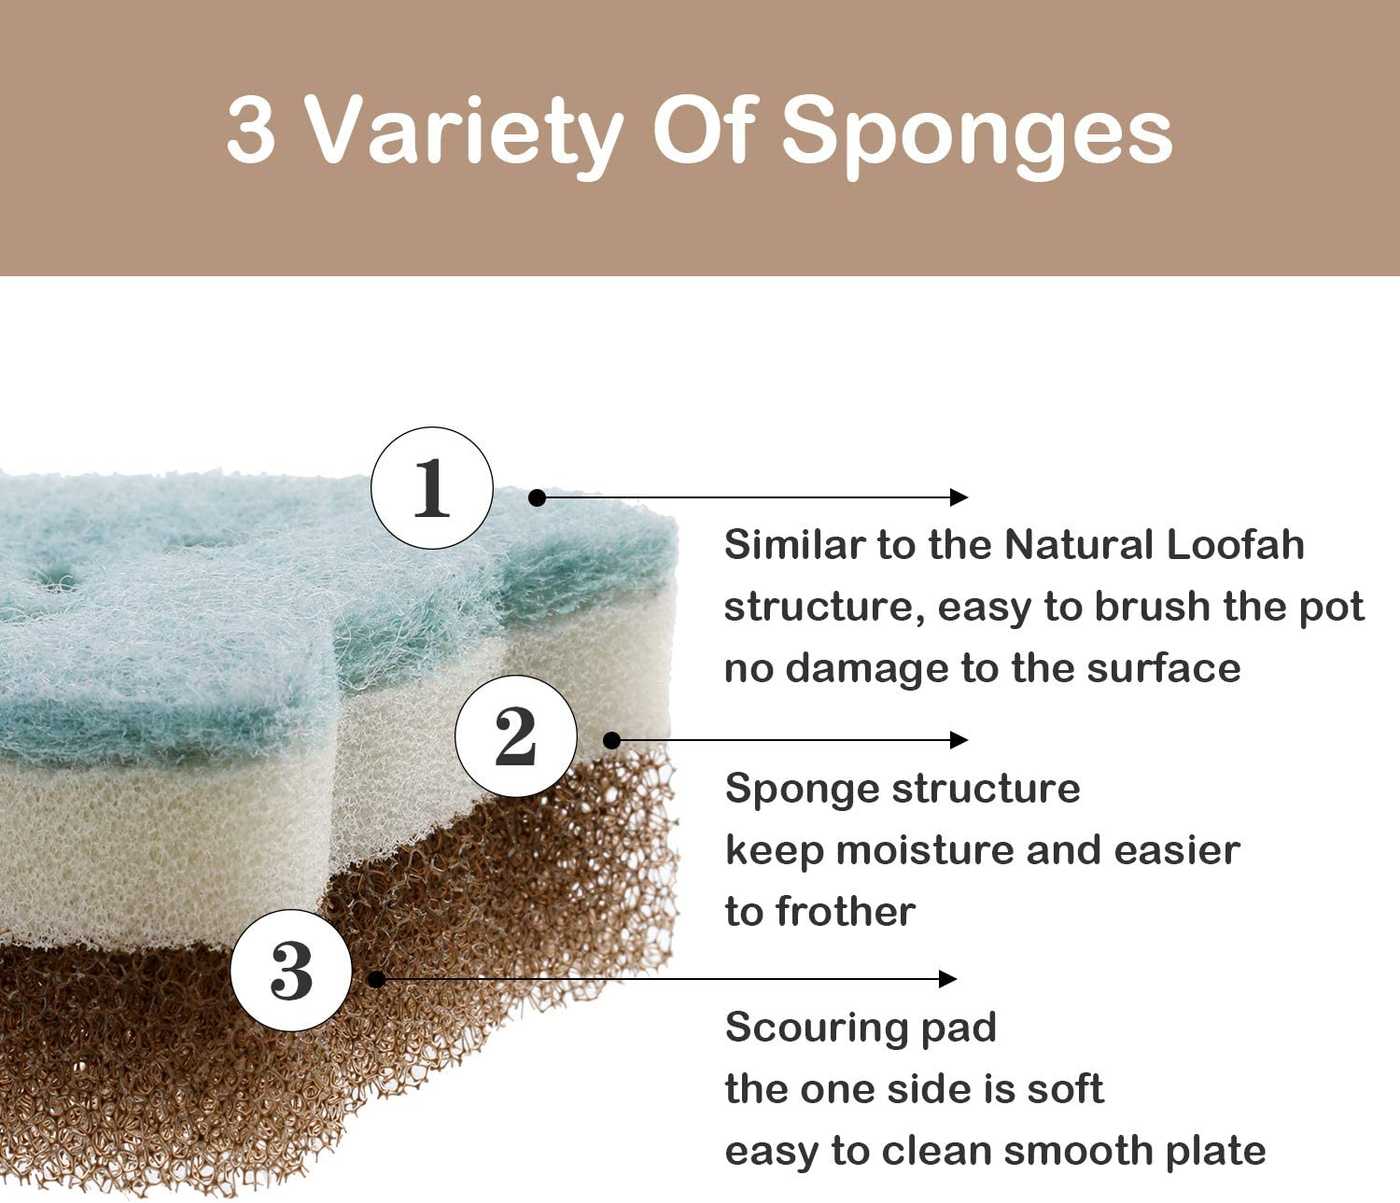 3 Variety Of Sponges
1
Similar to the Natural Loofah
structure, easy to brush the pot
no damage to the surface
2
Sponge structure
keep moisture and easier
to frother
3
Scouring pad
the one side is soft
easy to clean smooth plate